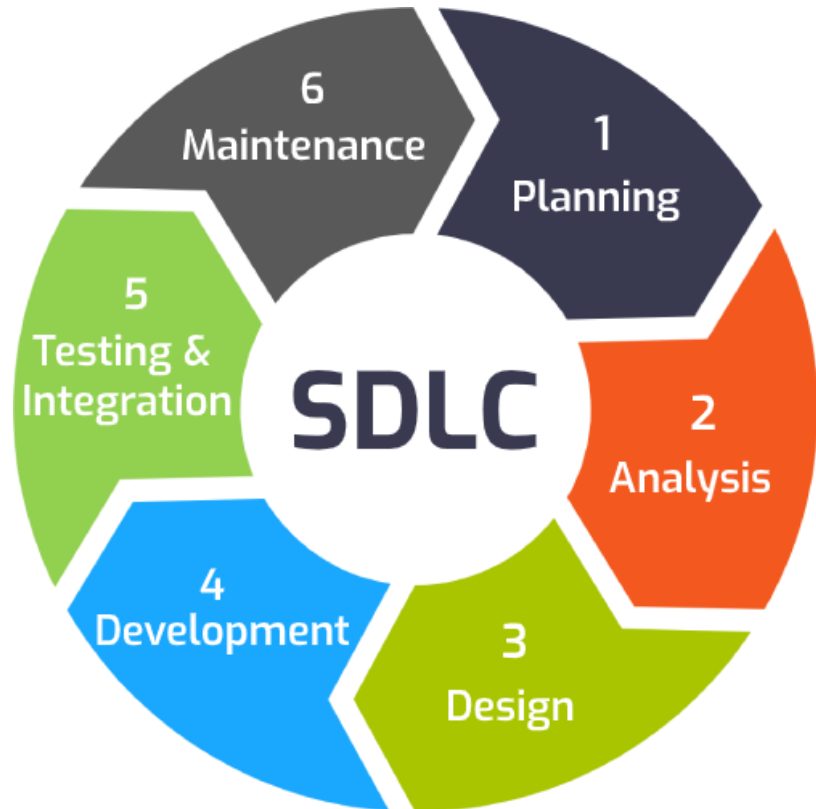 1
Planning
2
Analysis
3
Design
4
Development
5
Testing &
Integration
6
Maintenance
SDLC